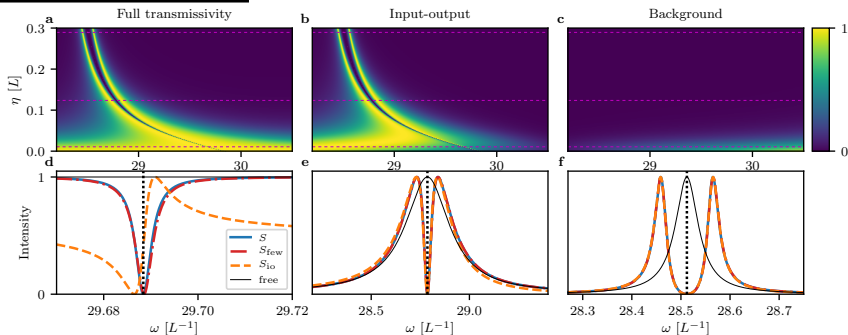 Full transmissivity
Input-output
Background
a
b
c
0.3
0.2
0.1
0.0
η [L]
1
0
29
30
29
30
29
30
d
e
f
1
0
Intensity
S
S_few
S_io
free
29.68
29.70
29.72
28.5
29.0
28.3
28.4
28.5
28.6
28.7
ω [L⁻¹]
ω [L⁻¹]
ω [L⁻¹]